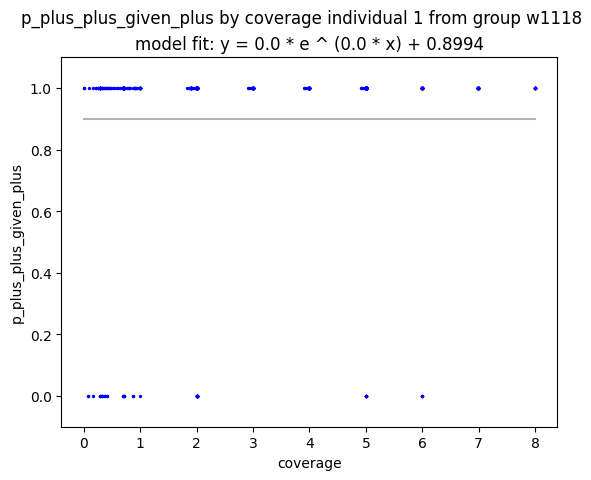 p_plus_plus_given_plus by coverage individual 1 from group w1118
model fit: y = 0.0 * e ^ (0.0 * x) + 0.8994
1.0
0.8
0.6
0.4
0.2
0.0
p_plus_plus_given_plus
0 1 2 3 4 5 6 7 8
coverage